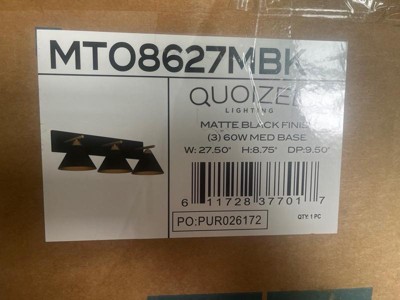 MTO8627MBK
QUOIZEL
LIGHTING
MATTE BLACK FINISH
(3) 60W MED BASE
W: 27.50" H:8.75" DP:9.50"
6 11728 37701 7
PO:PUR026172
QTY: 1 PC